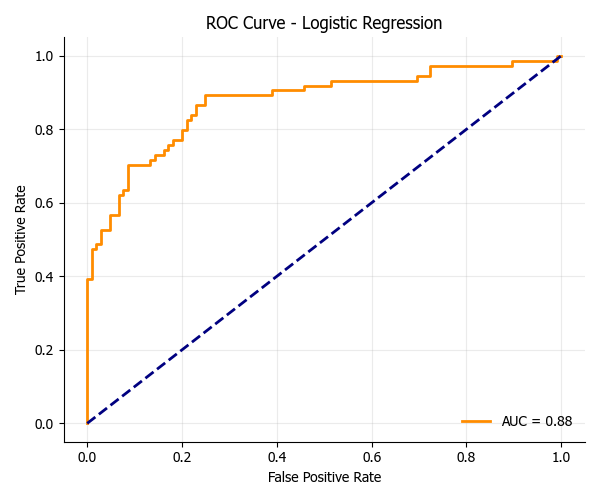 ROC Curve - Logistic Regression
True Positive Rate
1.0
0.8
0.6
0.4
0.2
0.0
AUC = 0.88
0.0 0.2 0.4 0.6 0.8 1.0
False Positive Rate